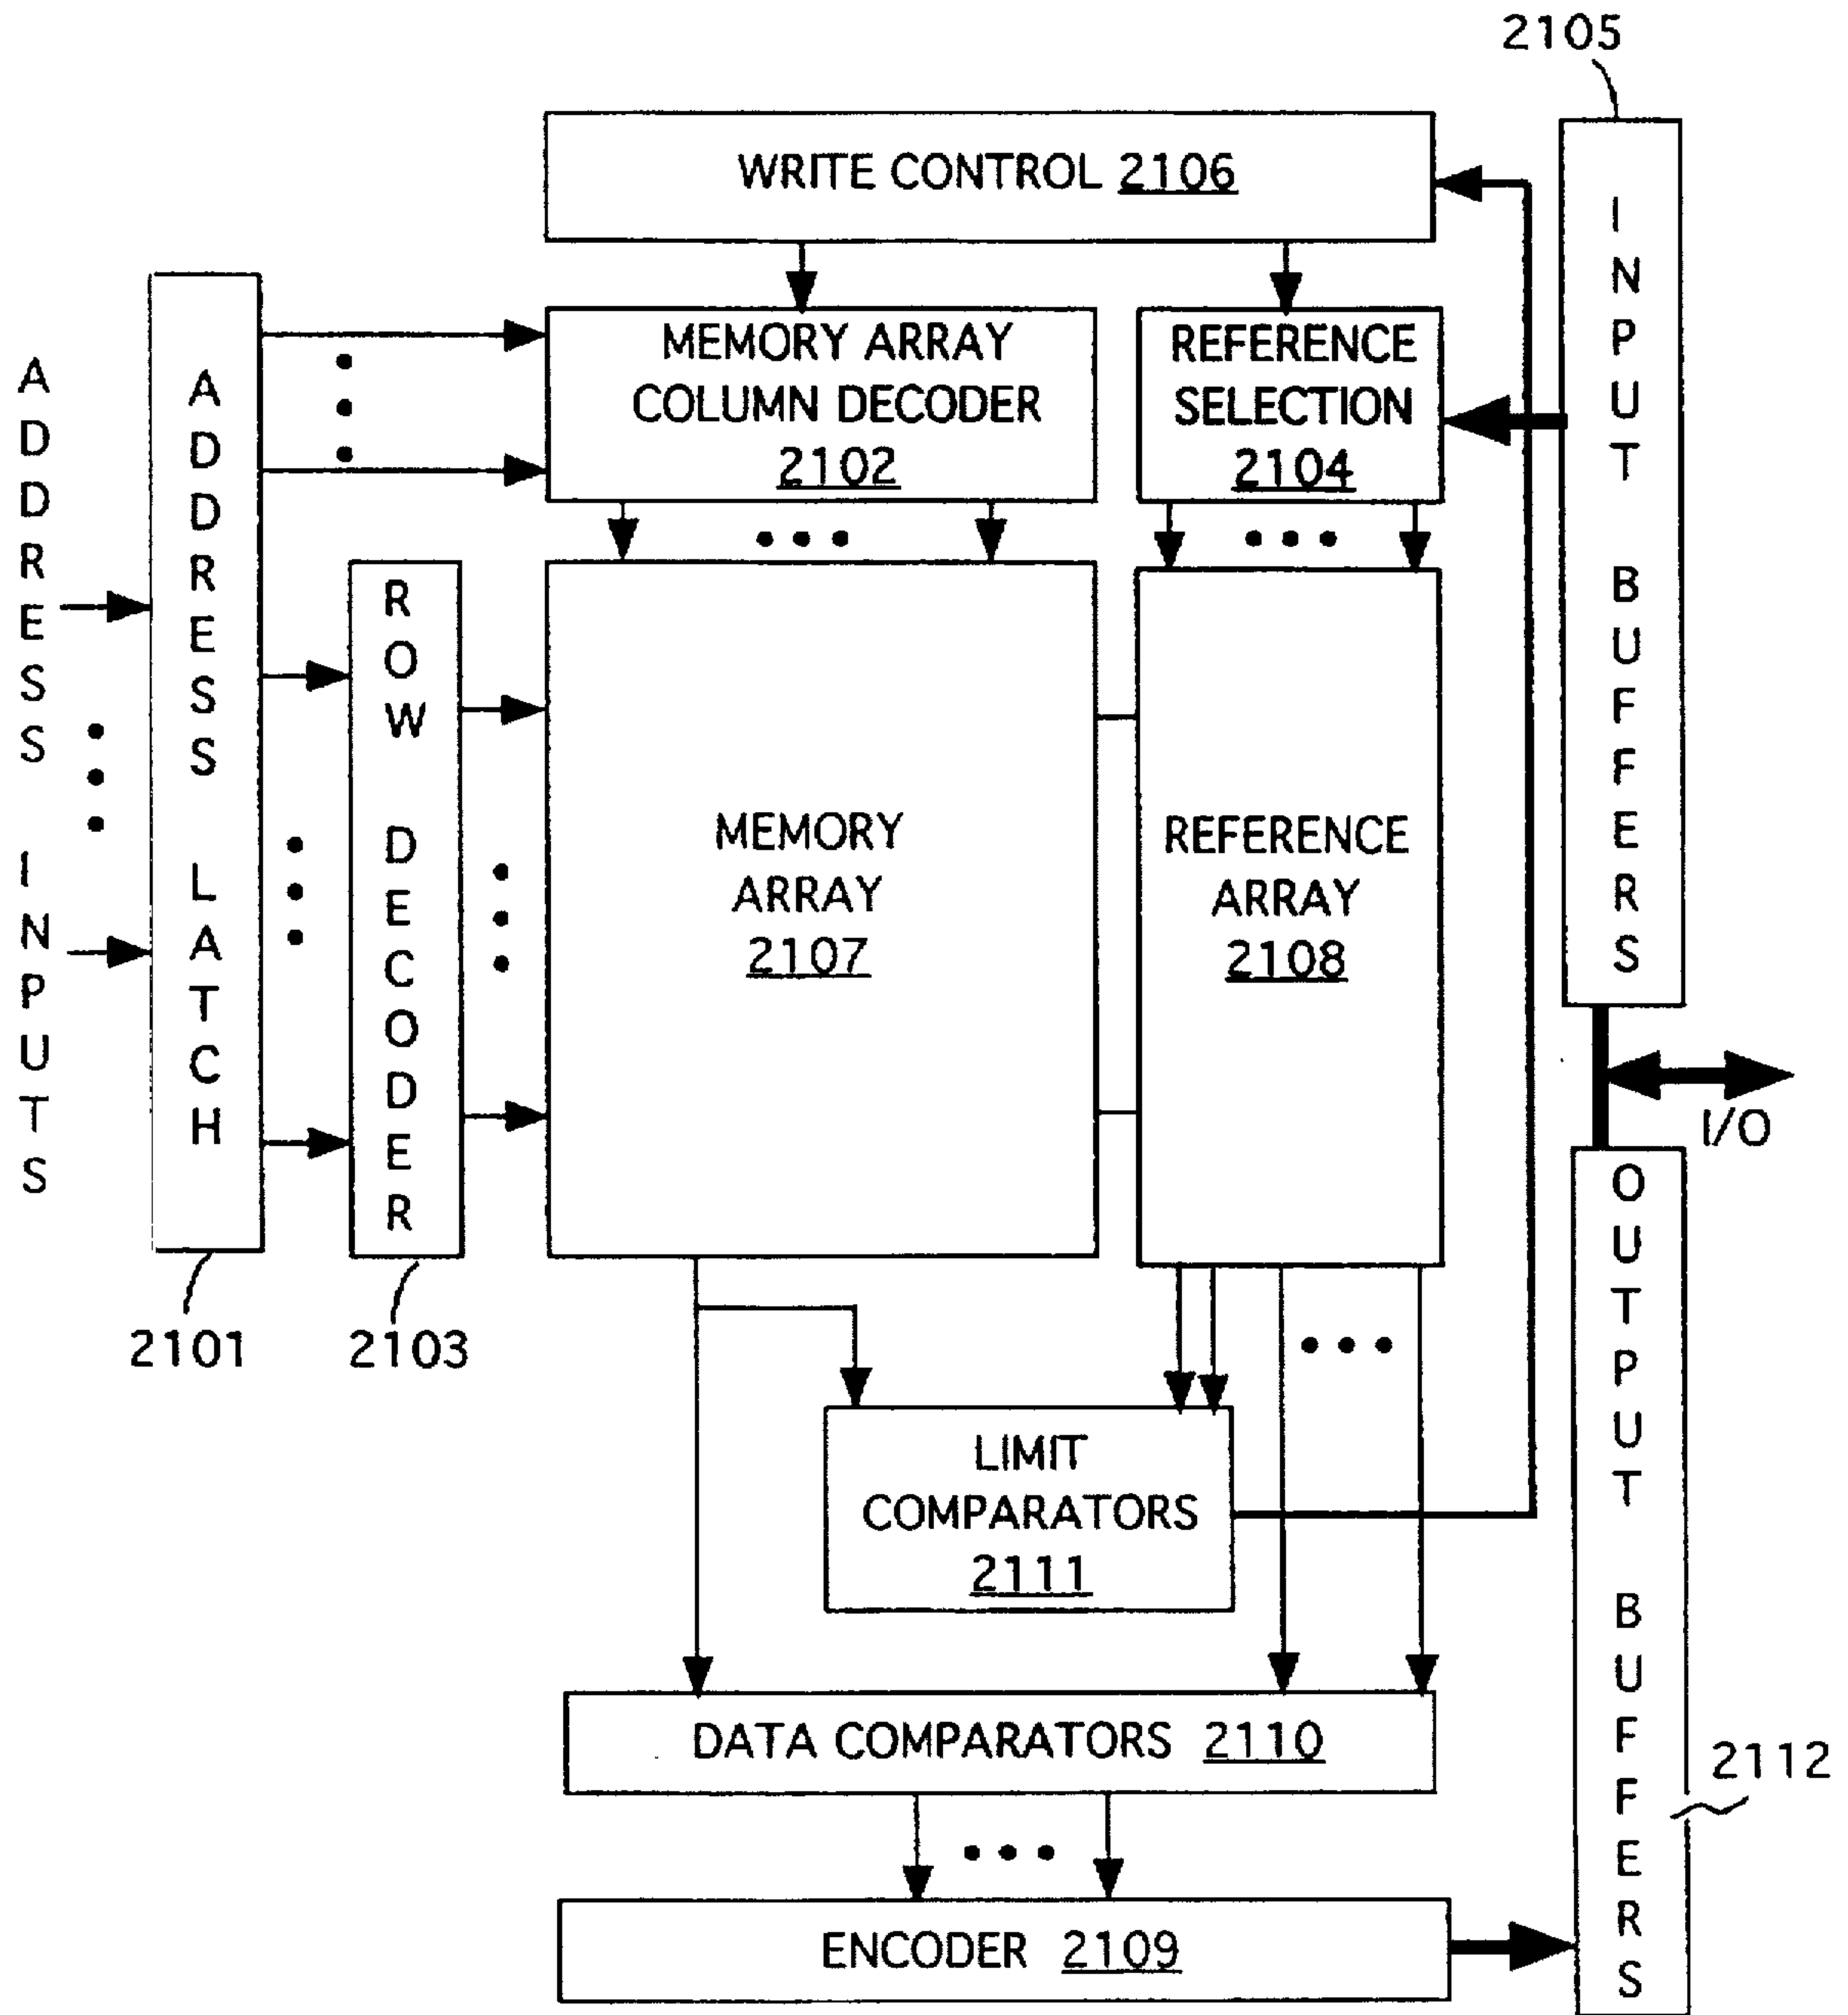 2105
WRITE CONTROL 2106
INPUT BUFFERS
ADDRESS INPUTS
ADDRESS LATCH
MEMORY ARRAY
COLUMN DECODER
2102
REFERENCE
SELECTION
2104
ROW DECODER
MEMORY
ARRAY
2107
REFERENCE
ARRAY
2108
I/O
2101
2103
OUTPUT BUFFERS
LIMIT
COMPARATORS
2111
DATA COMPARATORS 2110
2112
ENCODER 2109